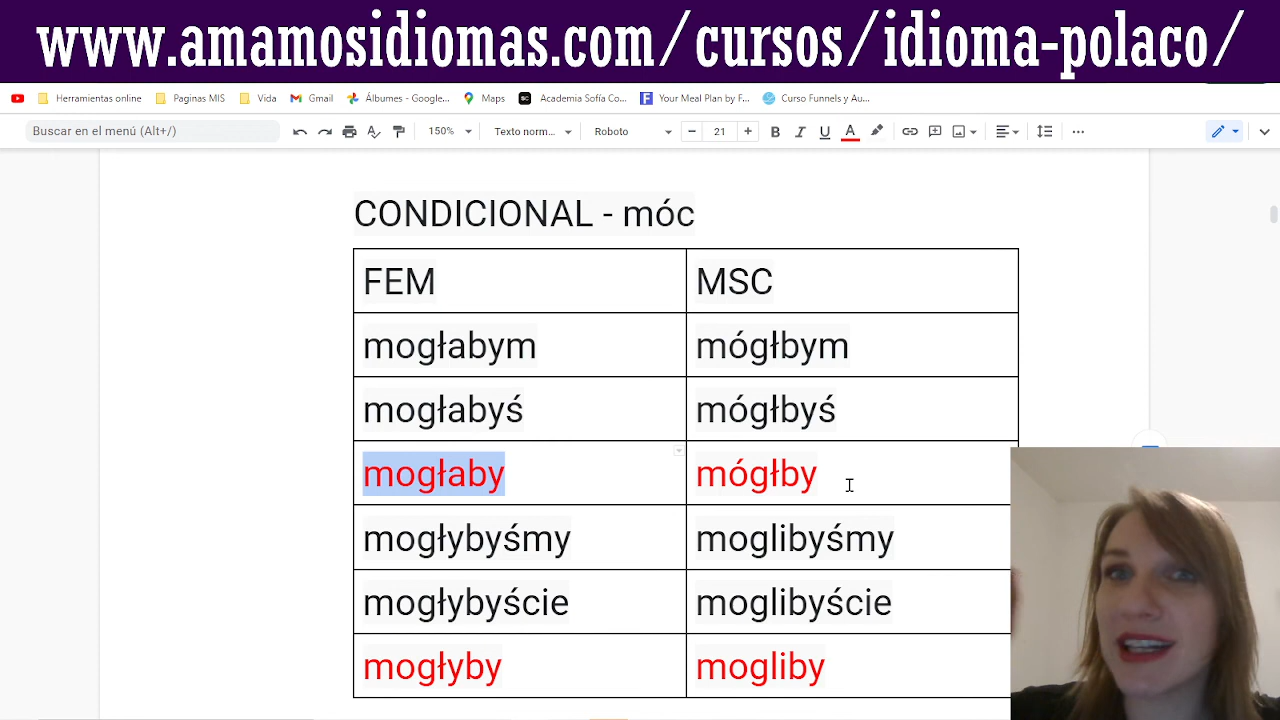 www.amamosidiomas.com/cursos/idioma-polaco/
Herramientas online Paginas MIS Vida Gmail Álbumes - Google... Maps SC Academia Sofía Co... F Your Meal Plan by F... Curso Funnels y Au...
Buscar en el menú (Alt+/) 150% Texto norm... Roboto − 21 + B I U A
CONDICIONAL - móc
FEM MSC
mogłabym mógłbym
mogłabyś mógłbyś
mogłaby mógłby
mogłybyśmy moglibyśmy
mogłybyście moglibyście
mogłyby mogliby